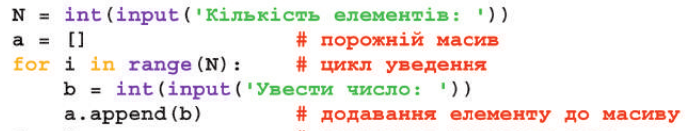 N = int(input('Кількість елементів: '))
a = [] # порожній масив
for i in range(N): # цикл уведення
    b = int(input('Увести число: '))
    a.append(b) # додавання елементу до масиву